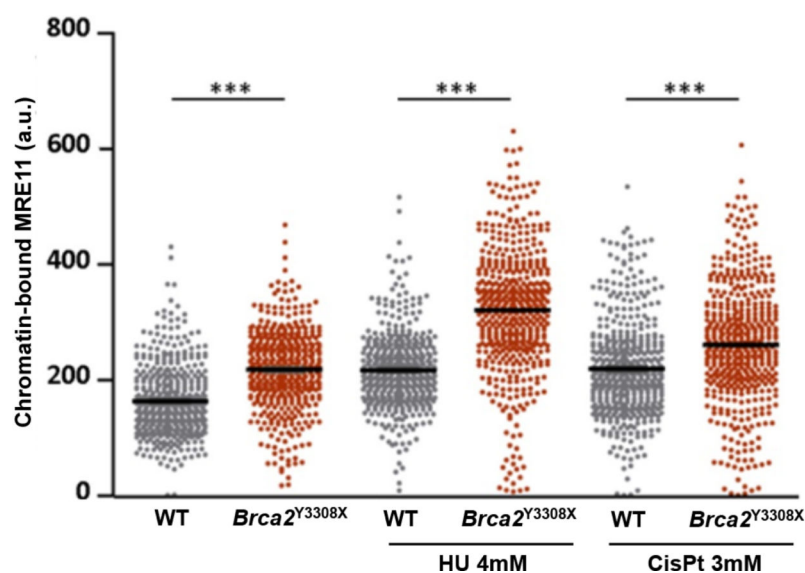 Chromatin-bound MRE11 (a.u.)
800
600
400
200
0
*** *** ***
WT Brca2Y3308X WT Brca2Y3308X WT Brca2Y3308X
HU 4mM CisPt 3mM